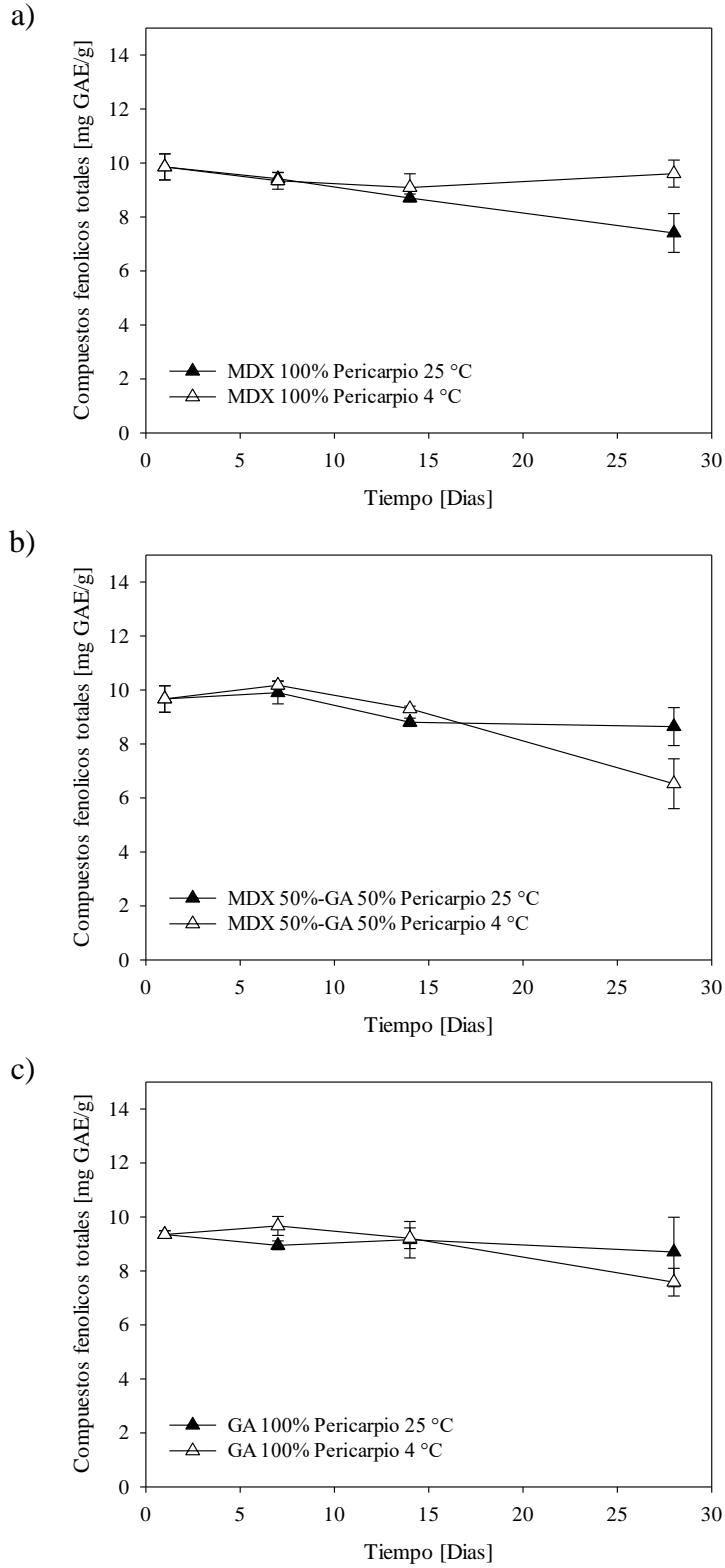 a)
Compuestos fenolicos totales [mg GAE/g]
14
12
10
8
6
4
2
0
MDX 100% Pericarpio 25 °C
MDX 100% Pericarpio 4 °C
0 5 10 15 20 25 30
Tiempo [Dias]
b)
Compuestos fenolicos totales [mg GAE/g]
14
12
10
8
6
4
2
0
MDX 50%-GA 50% Pericarpio 25 °C
MDX 50%-GA 50% Pericarpio 4 °C
0 5 10 15 20 25 30
Tiempo [Dias]
c)
Compuestos fenolicos totales [mg GAE/g]
14
12
10
8
6
4
2
0
GA 100% Pericarpio 25 °C
GA 100% Pericarpio 4 °C
0 5 10 15 20 25 30
Tiempo [Dias]